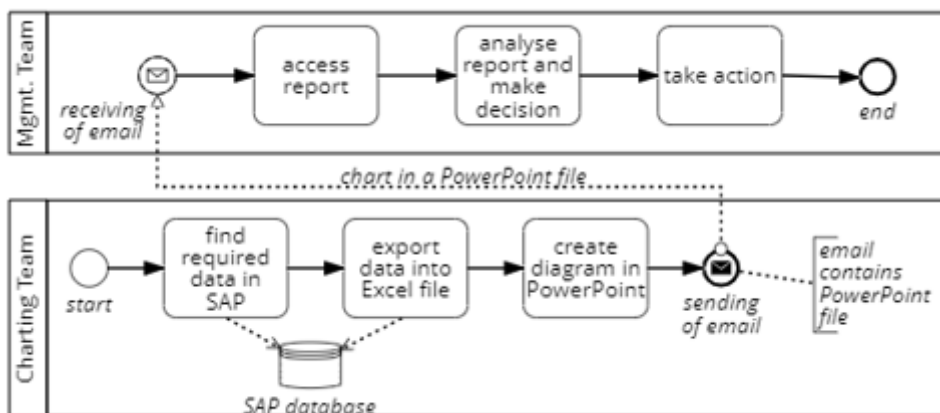 Mgmt. Team
receiving
of email
access
report
analyse
report and
make
decision
take action
end
chart in a PowerPoint file
Charting Team
start
find
required
data in
SAP
export
data into
Excel file
create
diagram in
PowerPoint
sending
of email
email
contains
PowerPoint
file
SAP database